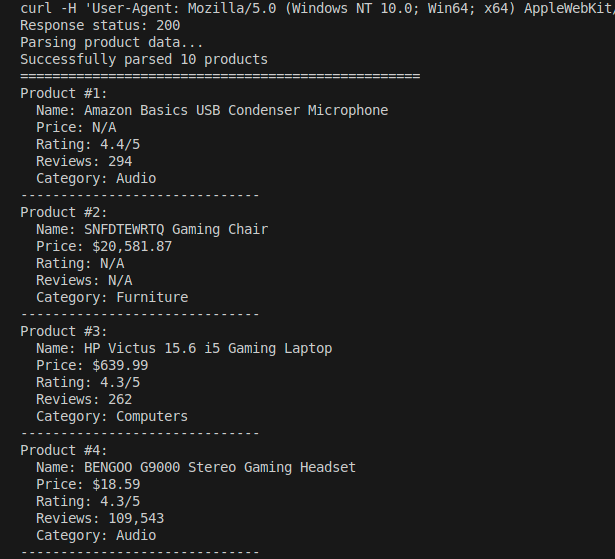 curl -H 'User-Agent: Mozilla/5.0 (Windows NT 10.0; Win64; x64) AppleWebKit/
Response status: 200
Parsing product data...
Successfully parsed 10 products
==================================================
Product #1:
  Name: Amazon Basics USB Condenser Microphone
  Price: N/A
  Rating: 4.4/5
  Reviews: 294
  Category: Audio
------------------------------
Product #2:
  Name: SNFDTEWRTQ Gaming Chair
  Price: $20,581.87
  Rating: N/A
  Reviews: N/A
  Category: Furniture
------------------------------
Product #3:
  Name: HP Victus 15.6 i5 Gaming Laptop
  Price: $639.99
  Rating: 4.3/5
  Reviews: 262
  Category: Computers
------------------------------
Product #4:
  Name: BENGOO G9000 Stereo Gaming Headset
  Price: $18.59
  Rating: 4.3/5
  Reviews: 109,543
  Category: Audio
------------------------------